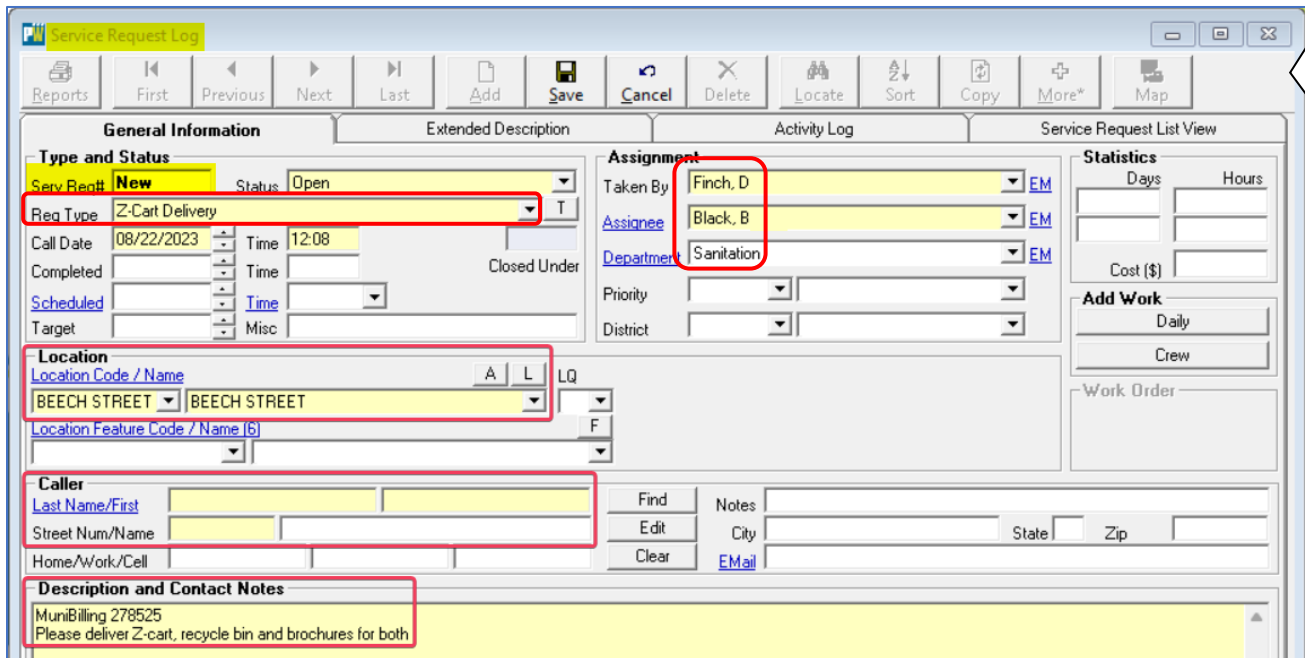 PW Service Request Log
Reports First Previous Next Last Add Save Cancel Delete Locate Sort Copy More* Map
General Information Extended Description Activity Log Service Request List View
Type and Status
Serv Req# New Status Open
Req Type Z-Cart Delivery T
Call Date 08/22/2023 Time 12:08
Completed Time Closed Under
Scheduled Time
Target Misc
Assignment
Taken By Finch, D EM
Assignee Black, B EM
Department Sanitation EM
Priority
District
Statistics
Days Hours
Cost ($)
Add Work
Daily
Crew
Work Order
Location
Location Code / Name A L LQ
BEECH STREET BEECH STREET
Location Feature Code / Name (6) F
Caller
Last Name/First Find Notes
Street Num/Name Edit City State Zip
Home/Work/Cell Clear EMail
Description and Contact Notes
MuniBilling 278525
Please deliver Z-cart, recycle bin and brochures for both